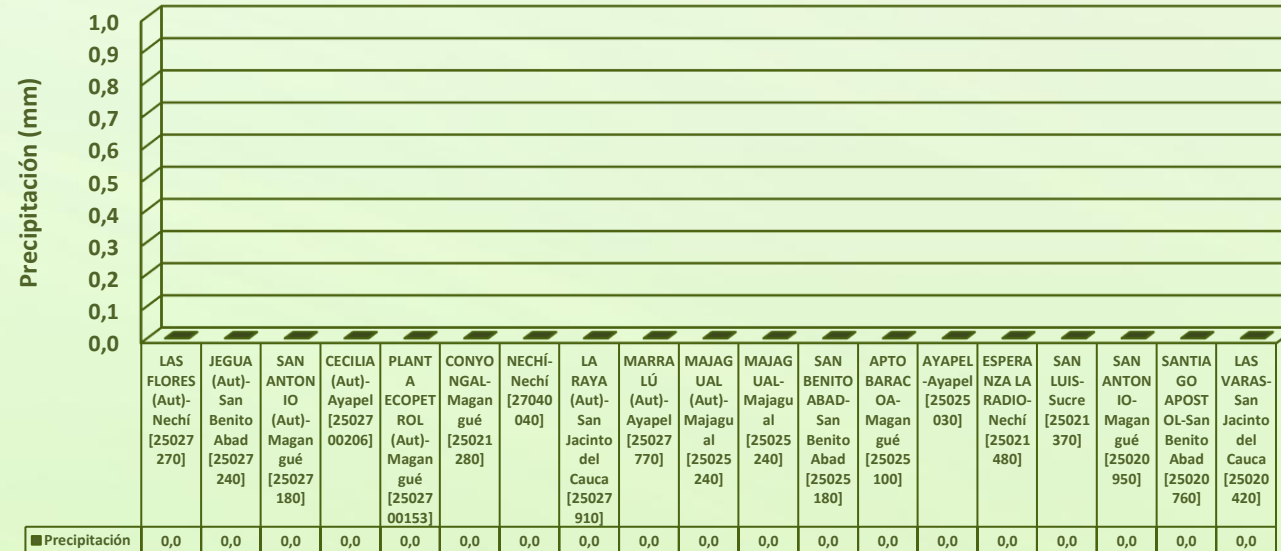 Precipitación (mm)
1,0
0,9
0,8
0,7
0,6
0,5
0,4
0,3
0,2
0,1
0,0
LAS
FLORES
(Aut)-
Nechí
[25027
270]
JEGUA
(Aut)-
San
Benito
Abad
[25027
240]
SAN
ANTON
IO
(Aut)-
Magan
gué
[25027
180]
CECILIA
(Aut)-
Ayapel
[25027
00206]
PLANT
A
ECOPET
ROL
(Aut)-
Magan
gué
[25027
00153]
CONYO
NGAL-
Magan
gué
[25021
280]
NECHÍ-
Nechí
[27040
040]
LA
RAYA
(Aut)-
San
Jacinto
del
Cauca
[25027
910]
MARRA
LÚ
(Aut)-
Ayapel
[25027
770]
MAJAG
UAL
(Aut)-
Majagu
al
[25025
240]
MAJAG
UAL-
Majagu
al
[25025
240]
SAN
BENITO
ABAD-
San
Benito
Abad
[25025
180]
APTO
BARAC
OA-
Magan
gué
[25025
100]
AYAPEL
-Ayapel
[25025
030]
ESPERA
NZA LA
RADIO-
Nechí
[25021
480]
SAN
LUIS-
Sucre
[25021
370]
SAN
ANTON
IO-
Magan
gué
[25020
950]
SANTIA
GO
APOST
OL-San
Benito
Abad
[25020
760]
LAS
VARAS-
San
Jacinto
del
Cauca
[25020
420]
Precipitación 0,0 0,0 0,0 0,0 0,0 0,0 0,0 0,0 0,0 0,0 0,0 0,0 0,0 0,0 0,0 0,0 0,0 0,0 0,0